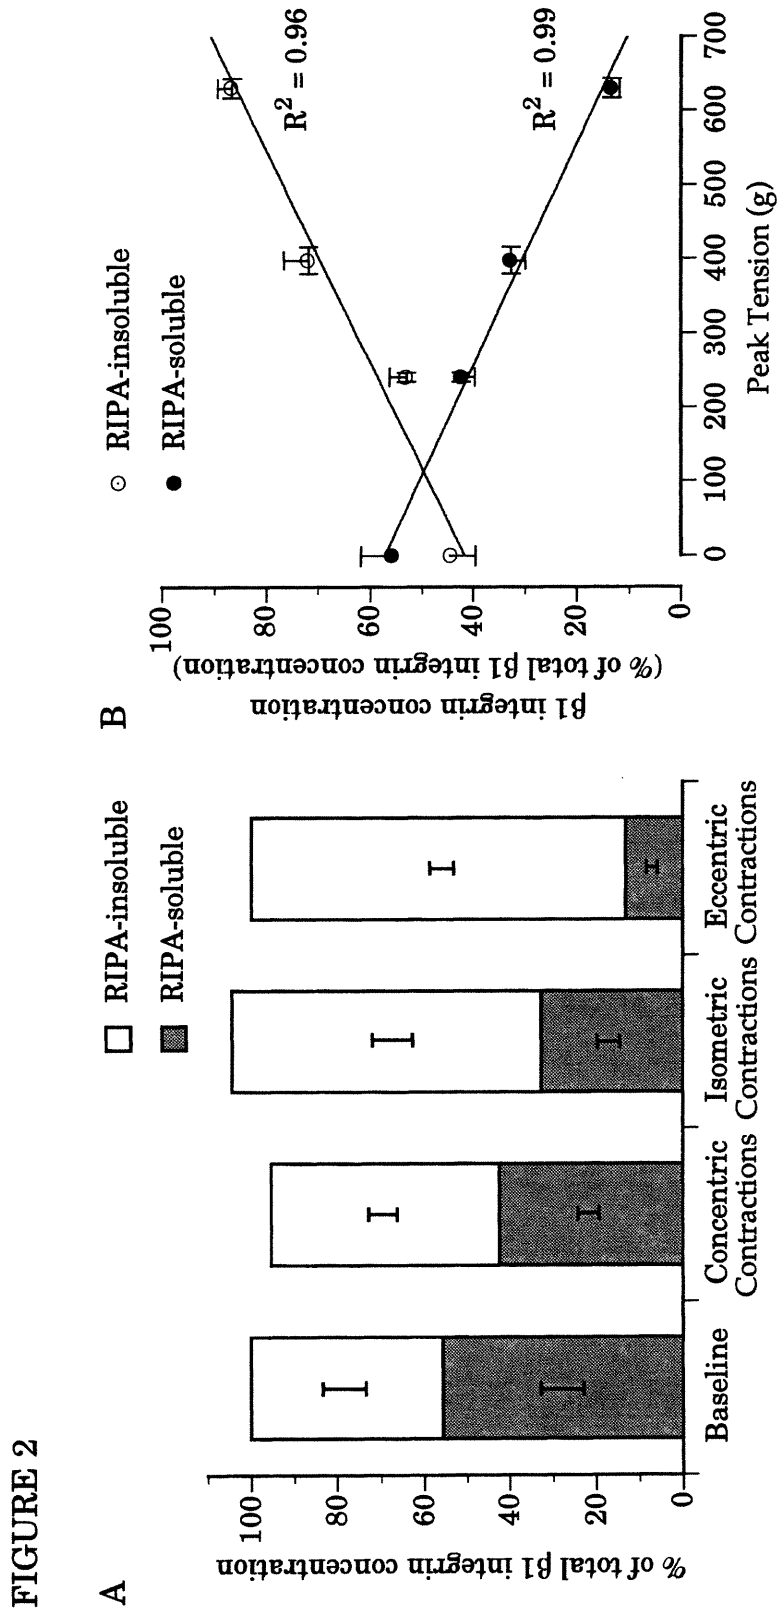 FIGURE 2
A
RIPA-insoluble
RIPA-soluble
% of total β1 integrin concentration
100
80
60
40
20
0
Baseline
Concentric
Contractions
Isometric
Contractions
Eccentric
Contractions
B
RIPA-insoluble
RIPA-soluble
β1 integrin concentration
(% of total β1 integrin concentration)
100
80
60
40
20
0
R² = 0.96
R² = 0.99
0 100 200 300 400 500 600 700
Peak Tension (g)